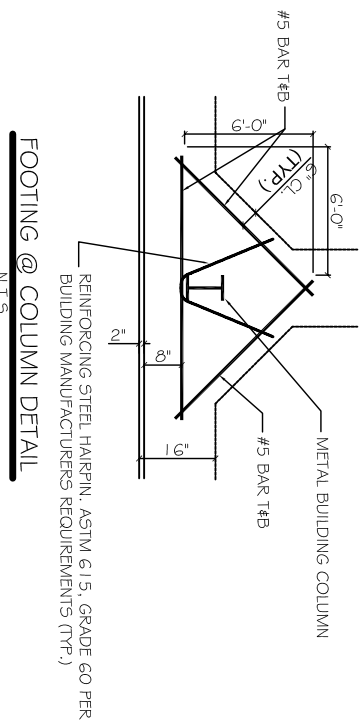 #5 BAR T&B
6'-0"
6'-0"
6" CL.
(TYP.)
METAL BUILDING COLUMN
#5 BAR T&B
16"
8"
2"
REINFORCING STEEL HAIRPIN. ASTM 615, GRADE 60 PER
BUILDING MANUFACTURERS REQUIREMENTS (TYP.)
FOOTING @ COLUMN DETAIL
N.T.S.